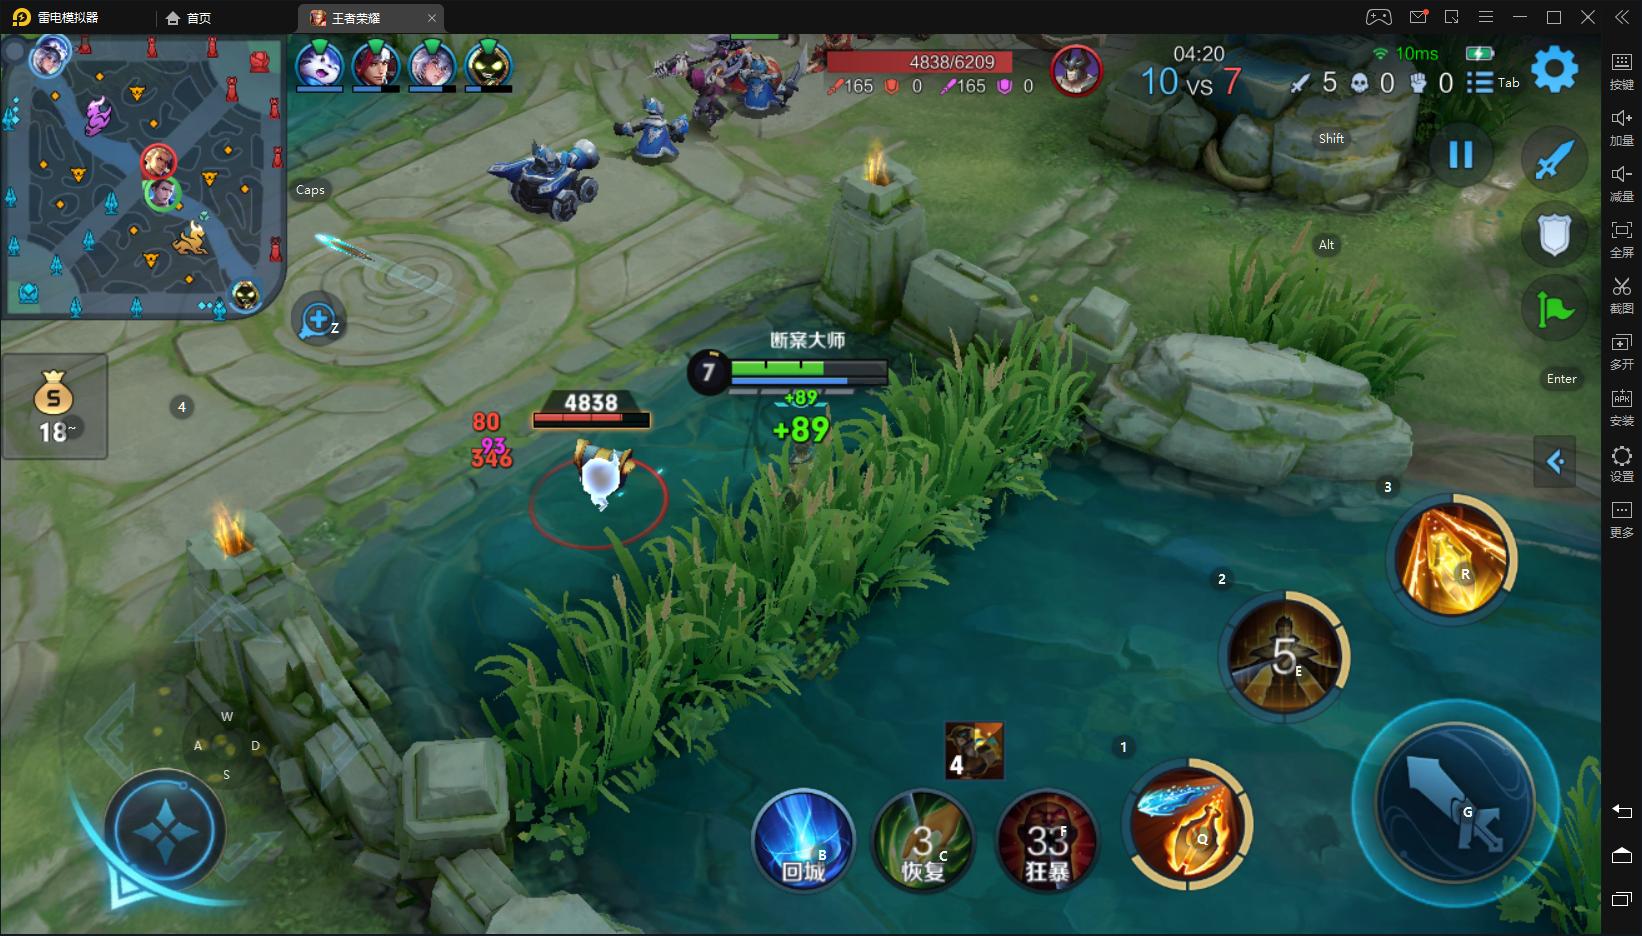 雷电模拟器
首页
王者荣耀
4838/6209
165 0 165 0
04:20
10 VS 7
10ms
5 0 0
Tab
Shift
Caps
Alt
Z
Enter
18~
4
断案大师
7
4838
+89
+89
80
93
346
3
R
2
5
E
W
A D
S
1
4
回城 B
3
恢复 C
33 F
狂暴
Q
G
按键
加量
减量
全屏
截图
多开
APK
安装
设置
更多